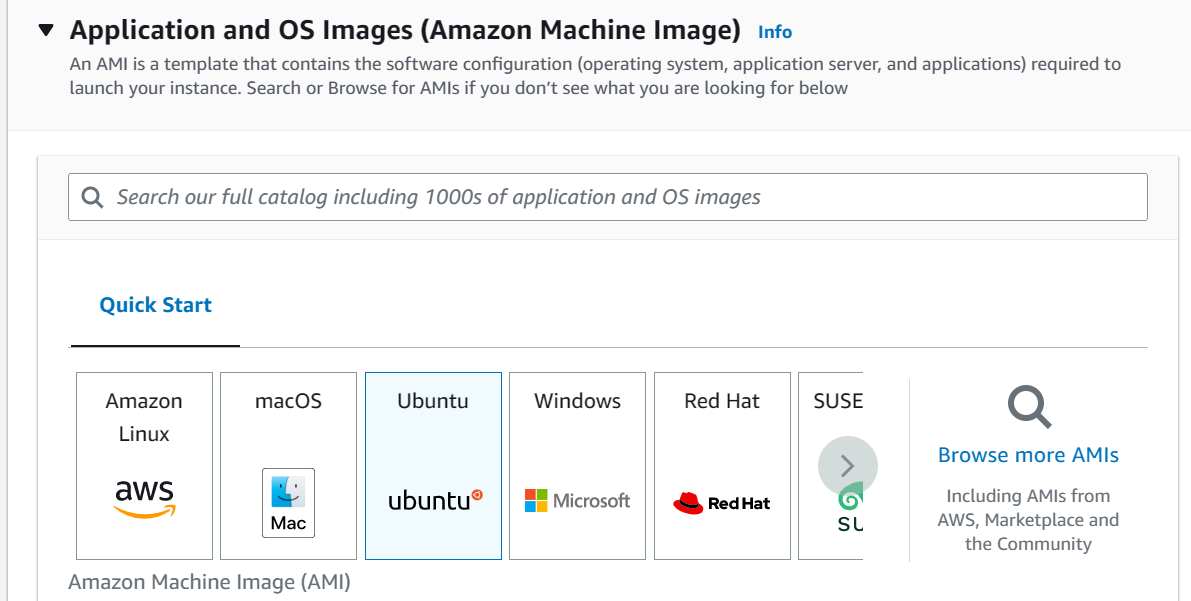 Application and OS Images (Amazon Machine Image) Info
An AMI is a template that contains the software configuration (operating system, application server, and applications) required to
launch your instance. Search or Browse for AMIs if you don’t see what you are looking for below
Search our full catalog including 1000s of application and OS images
Quick Start
Amazon
Linux
aws
macOS
Mac
Ubuntu
ubuntu
Windows
Microsoft
Red Hat
Red Hat
SUSE
SU
Browse more AMIs
Including AMIs from
AWS, Marketplace and
the Community
Amazon Machine Image (AMI)